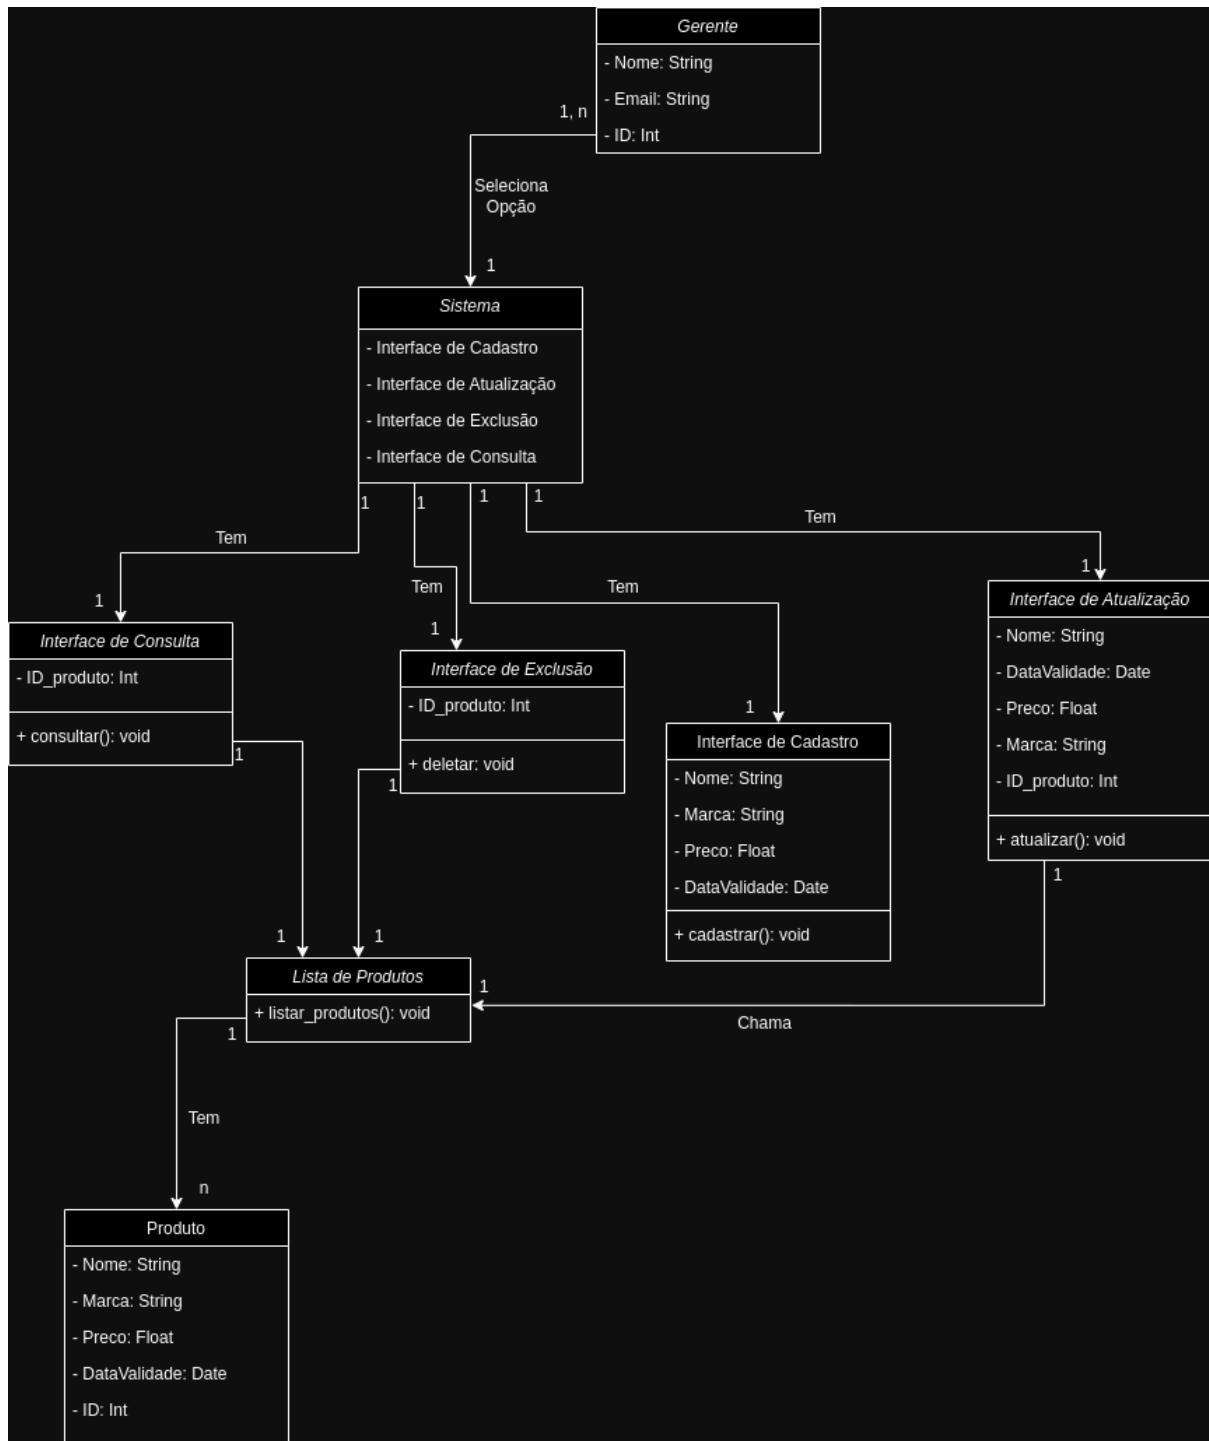 Gerente
- Nome: String
- Email: String
- ID: Int
1, n
Seleciona
Opção
1
Sistema
- Interface de Cadastro
- Interface de Atualização
- Interface de Exclusão
- Interface de Consulta
1
1
1
1
Tem
Tem
Tem
Tem
1
1
1
1
Interface de Consulta
- ID_produto: Int
+ consultar(): void
1
Interface de Exclusão
- ID_produto: Int
+ deletar: void
1
Interface de Cadastro
- Nome: String
- Marca: String
- Preco: Float
- DataValidade: Date
+ cadastrar(): void
Interface de Atualização
- Nome: String
- DataValidade: Date
- Preco: Float
- Marca: String
- ID_produto: Int
+ atualizar(): void
1
1
1
1
Chama
Lista de Produtos
+ listar_produtos(): void
1
Tem
n
Produto
- Nome: String
- Marca: String
- Preco: Float
- DataValidade: Date
- ID: Int